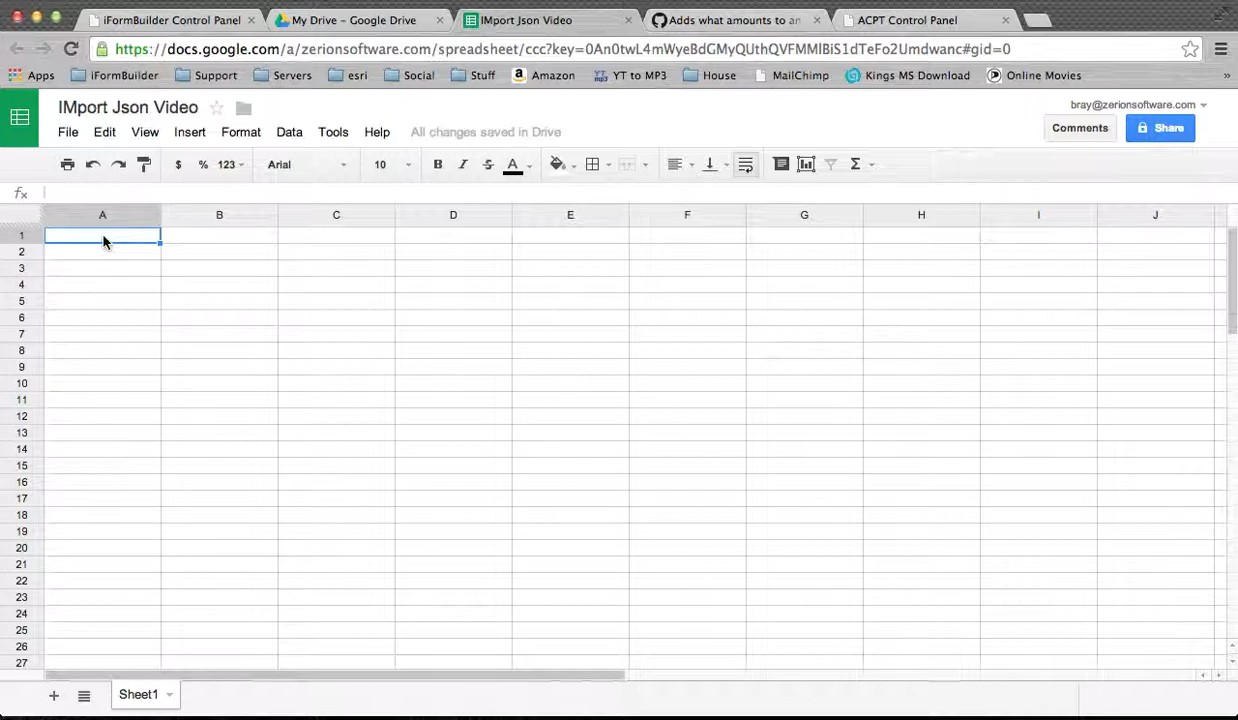 iFormBuilder Control Panel × My Drive – Google Drive × IMport Json Video × Adds what amounts to an × ACPT Control Panel ×
https://docs.google.com/a/zerionsoftware.com/spreadsheet/ccc?key=0An0twL4mWyeBdGMyQUthQVFMMlBiS1dTeFo2Umdwanc#gid=0
Apps iFormBuilder Support Servers esri Social Stuff Amazon YT to MP3 House MailChimp Kings MS Download Online Movies »
IMport Json Video
bray@zerionsoftware.com
File Edit View Insert Format Data Tools Help All changes saved in Drive
Comments Share
$ % 123 Arial 10 B I S A Σ
fx
A B C D E F G H I J
1
2
3
4
5
6
7
8
9
10
11
12
13
14
15
16
17
18
19
20
21
22
23
24
25
26
27
+ Sheet1